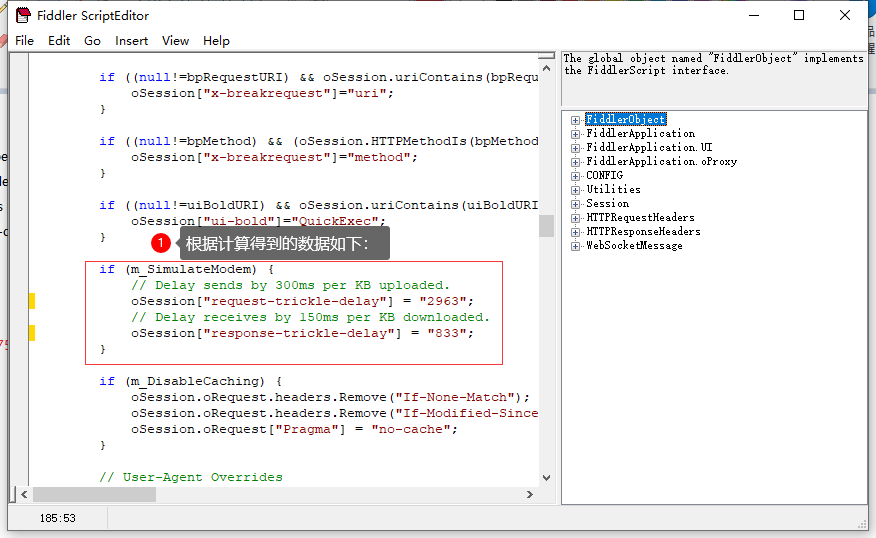 Fiddler ScriptEditor
File Edit Go Insert View Help
if ((null!=bpRequestURI) && oSession.uriContains(bpRequ
oSession["x-breakrequest"]="uri";
}
if ((null!=bpMethod) && (oSession.HTTPMethodIs(bpMethod
oSession["x-breakrequest"]="method";
}
if ((null!=uiBoldURI) && oSession.uriContains(uiBoldURI
oSession["ui-bold"]="QuickExec";
}
1 根据计算得到的数据如下：
if (m_SimulateModem) {
// Delay sends by 300ms per KB uploaded.
oSession["request-trickle-delay"] = "2963";
// Delay receives by 150ms per KB downloaded.
oSession["response-trickle-delay"] = "833";
}
if (m_DisableCaching) {
oSession.oRequest.headers.Remove("If-None-Match");
oSession.oRequest.headers.Remove("If-Modified-Since
oSession.oRequest["Pragma"] = "no-cache";
}
// User-Agent Overrides
The global object named "FiddlerObject" implements
the FiddlerScript interface.
FiddlerObject
FiddlerApplication
FiddlerApplication.UI
FiddlerApplication.oProxy
CONFIG
Utilities
Session
HTTPRequestHeaders
HTTPResponseHeaders
WebSocketMessage
185:53